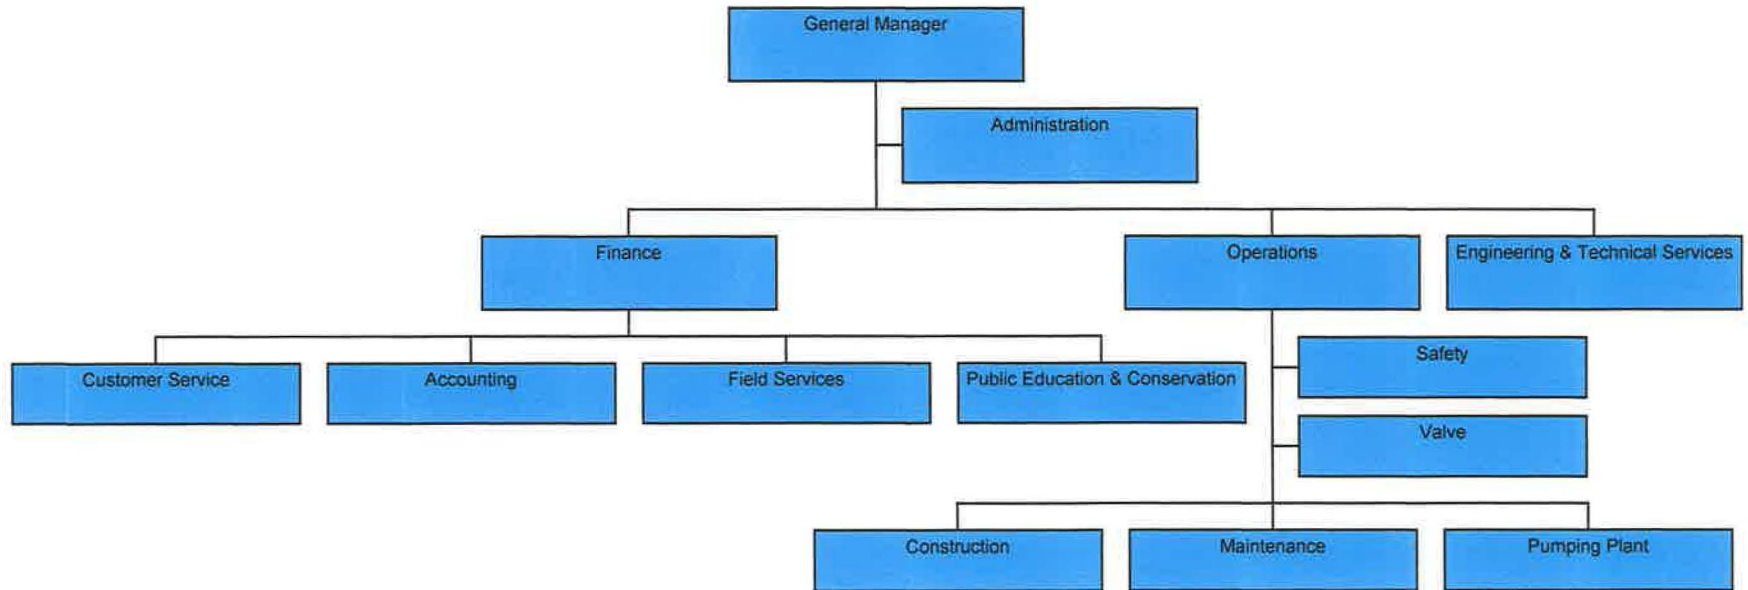 General Manager
Administration
Finance
Operations
Engineering & Technical Services
Customer Service
Accounting
Field Services
Public Education & Conservation
Safety
Valve
Construction
Maintenance
Pumping Plant